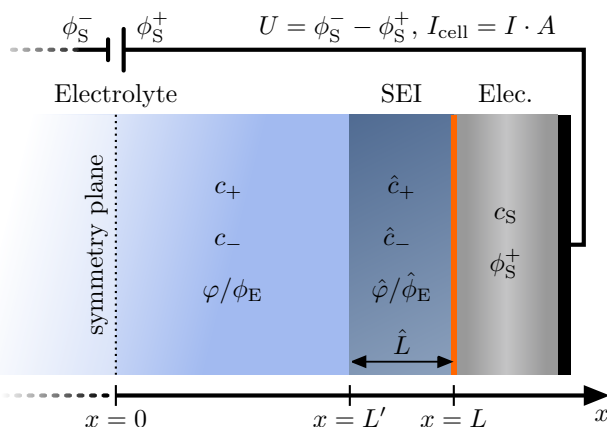 ϕ_S^- ϕ_S^+ U = ϕ_S^- − ϕ_S^+, I_cell = I · A
Electrolyte SEI Elec.
symmetry plane
c_+ ĉ_+ c_S
c_- ĉ_- ϕ_S^+
φ/ϕ_E φ̂/ϕ̂_E
L̂
x = 0 x = L′ x = L x